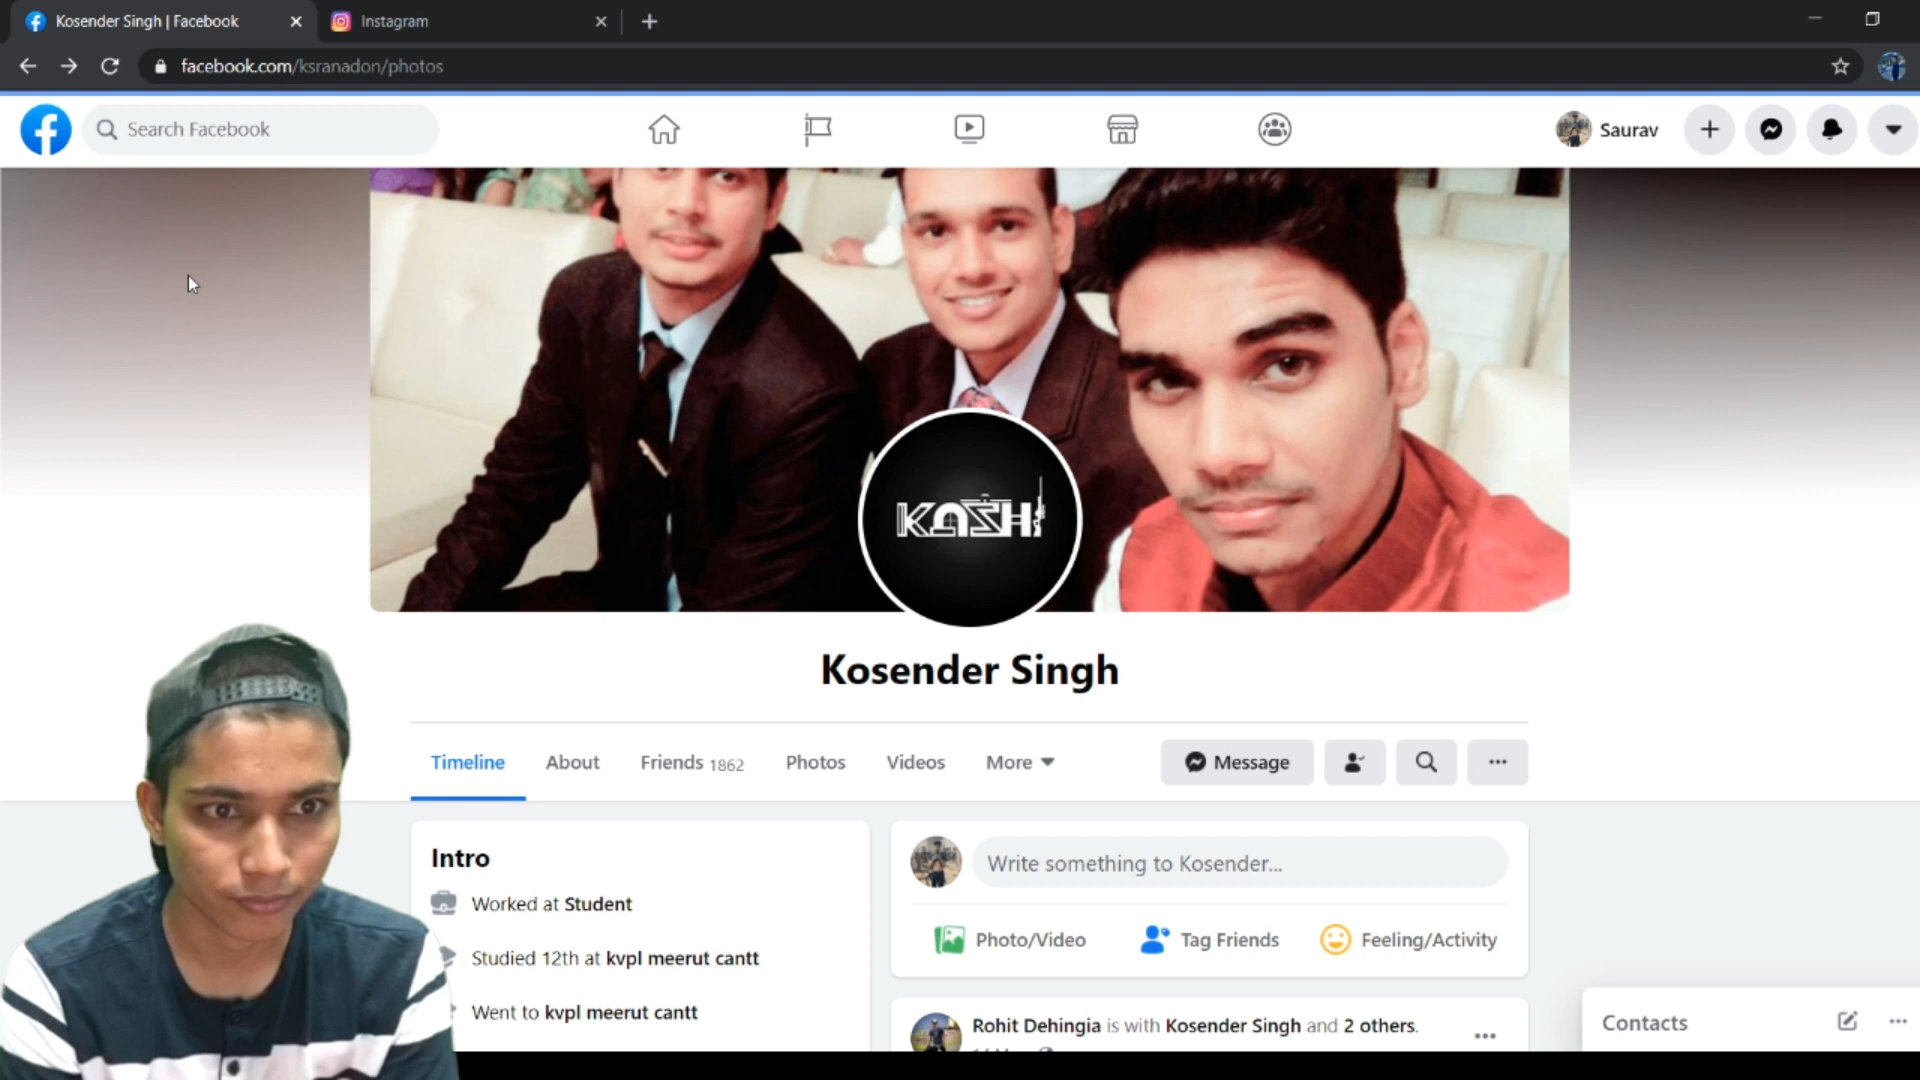 Kosender Singh | Facebook
Instagram
facebook.com/ksranadon/photos
Search Facebook
Saurav
KASH
Kosender Singh
Timeline About Friends 1862 Photos Videos More
Message
Intro
Worked at Student
Studied 12th at kvpl meerut cantt
Went to kvpl meerut cantt
Write something to Kosender...
Photo/Video Tag Friends Feeling/Activity
Rohit Dehingia is with Kosender Singh and 2 others.
Contacts